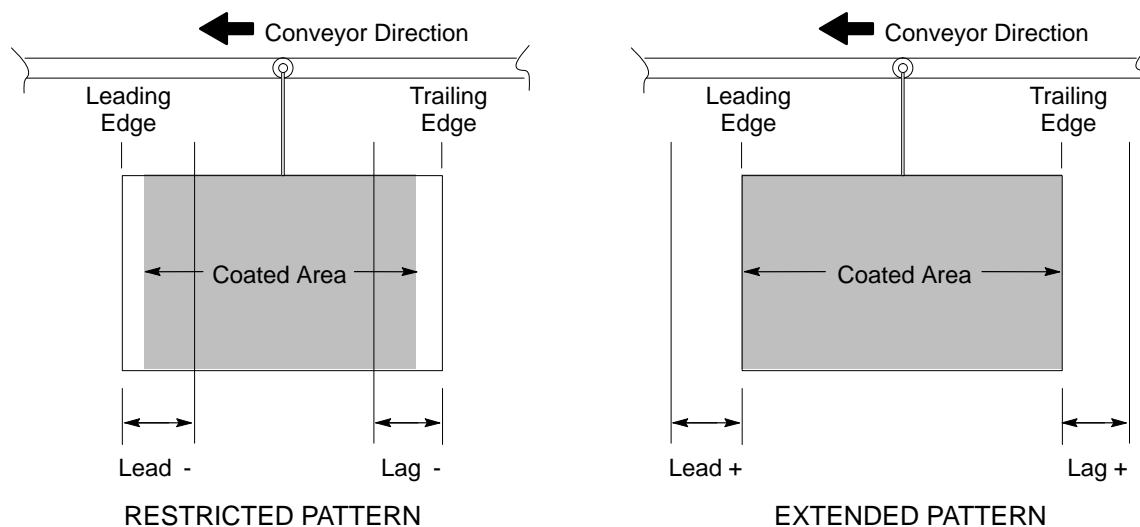 Conveyor Direction
Leading
Edge
Trailing
Edge
Coated Area
Lead -
Lag -
RESTRICTED PATTERN
Conveyor Direction
Leading
Edge
Trailing
Edge
Coated Area
Lead +
Lag +
EXTENDED PATTERN